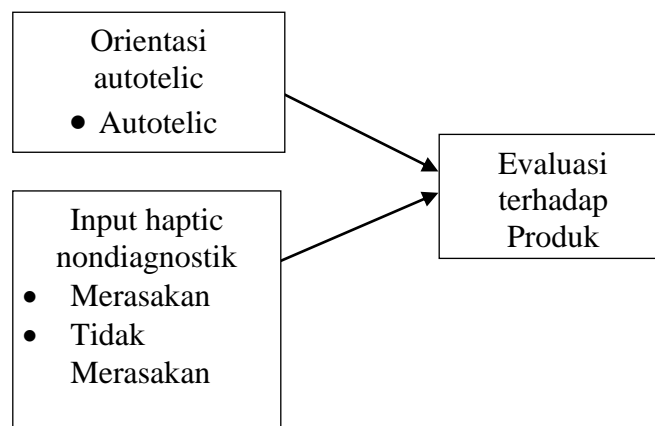 Orientasi
autotelic
• Autotelic
Input haptic
nondiagnostik
• Merasakan
• Tidak
Merasakan
Evaluasi
terhadap
Produk